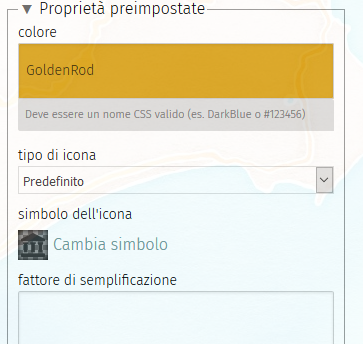 ▼ Proprietà preimpostate
colore
GoldenRod
Deve essere un nome CSS valido (es. DarkBlue o #123456)
tipo di icona
Predefinito
simbolo dell'icona
Cambia simbolo
fattore di semplificazione